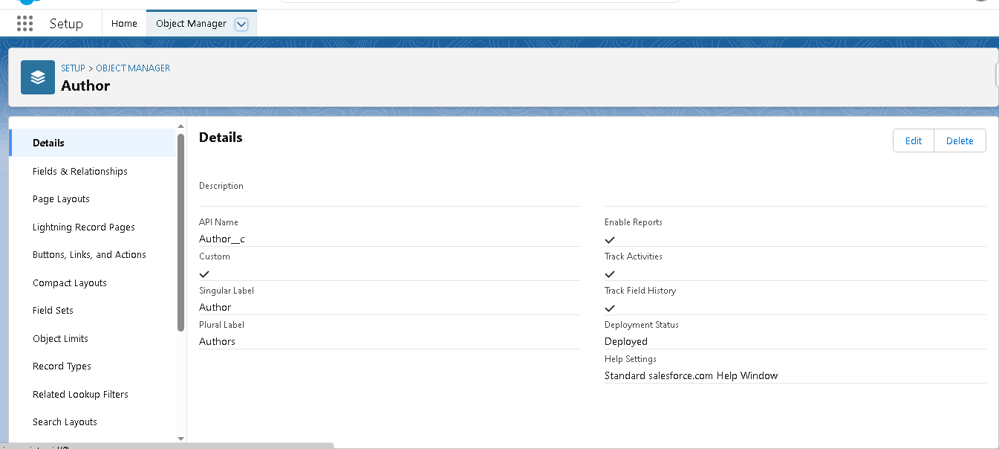 Setup
Home
Object Manager
SETUP > OBJECT MANAGER
Author
Details
Fields & Relationships
Page Layouts
Lightning Record Pages
Buttons, Links, and Actions
Compact Layouts
Field Sets
Object Limits
Record Types
Related Lookup Filters
Search Layouts
Details
Edit
Delete
Description
API Name
Author__c
Custom
Singular Label
Author
Plural Label
Authors
Enable Reports
Track Activities
Track Field History
Deployment Status
Deployed
Help Settings
Standard salesforce.com Help Window